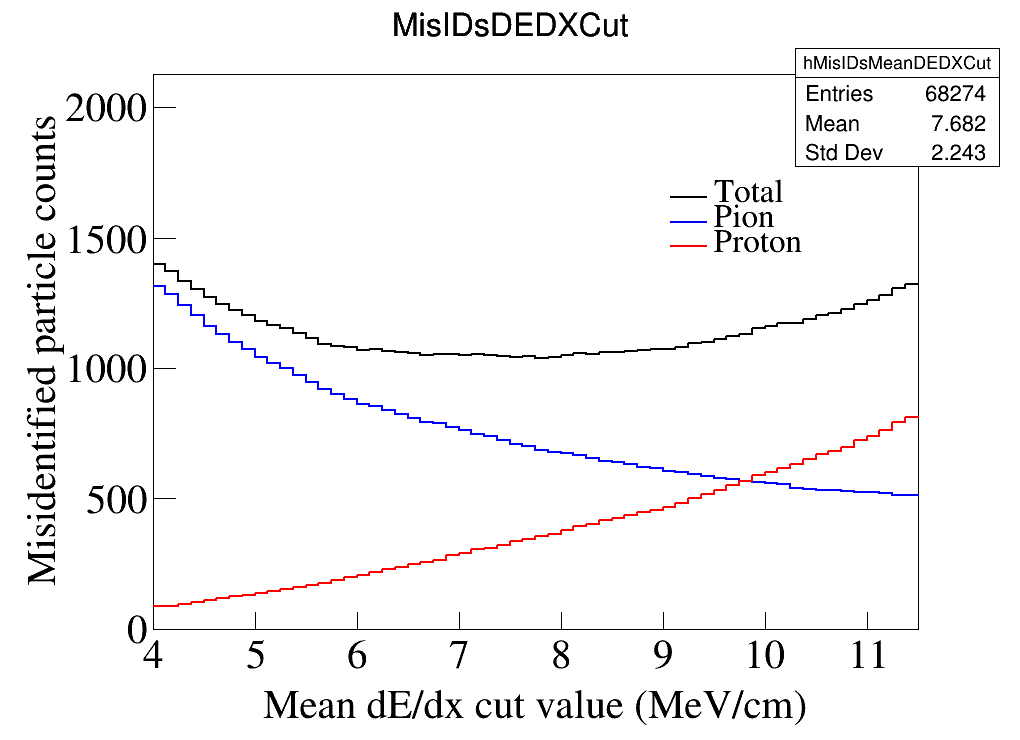 MisIDsDEDXCut
hMisIDsMeanDEDXCut
Entries 68274
Mean 7.682
Std Dev 2.243
Total
Pion
Proton
Misidentified particle counts
2000
1500
1000
500
0
4 5 6 7 8 9 10 11
Mean dE/dx cut value (MeV/cm)